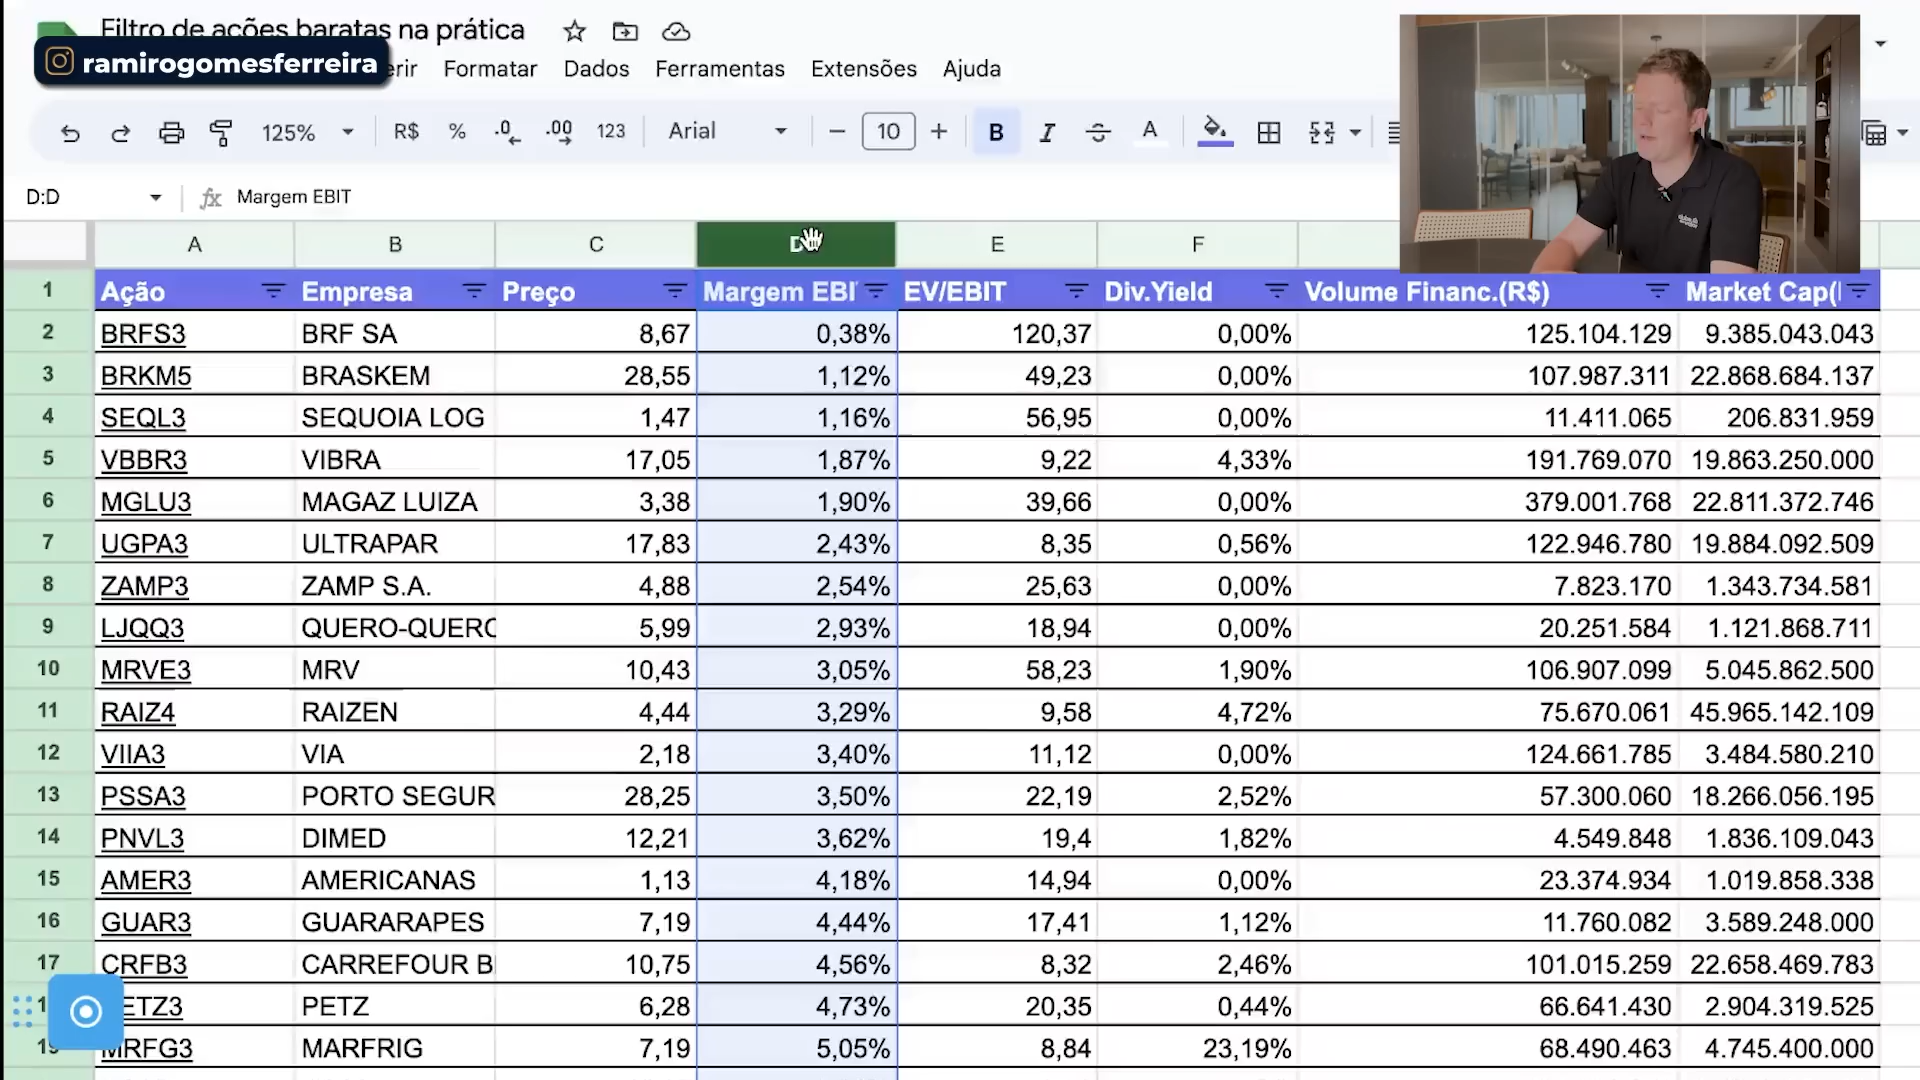 Filtro de ações baratas na prática
ramirogomesferreira
Formatar Dados Ferramentas Extensões Ajuda
125% R$ % .0 .00 123 Arial 10 B I A
D:D fx Margem EBIT
A B C D E F
1 Ação Empresa Preço Margem EBI EV/EBIT Div.Yield Volume Financ.(R$) Market Cap(
2 BRFS3 BRF SA 8,67 0,38% 120,37 0,00% 125.104.129 9.385.043.043
3 BRKM5 BRASKEM 28,55 1,12% 49,23 0,00% 107.987.311 22.868.684.137
4 SEQL3 SEQUOIA LOG 1,47 1,16% 56,95 0,00% 11.411.065 206.831.959
5 VBBR3 VIBRA 17,05 1,87% 9,22 4,33% 191.769.070 19.863.250.000
6 MGLU3 MAGAZ LUIZA 3,38 1,90% 39,66 0,00% 379.001.768 22.811.372.746
7 UGPA3 ULTRAPAR 17,83 2,43% 8,35 0,56% 122.946.780 19.884.092.509
8 ZAMP3 ZAMP S.A. 4,88 2,54% 25,63 0,00% 7.823.170 1.343.734.581
9 LJQQ3 QUERO-QUERO 5,99 2,93% 18,94 0,00% 20.251.584 1.121.868.711
10 MRVE3 MRV 10,43 3,05% 58,23 1,90% 106.907.099 5.045.862.500
11 RAIZ4 RAIZEN 4,44 3,29% 9,58 4,72% 75.670.061 45.965.142.109
12 VIIA3 VIA 2,18 3,40% 11,12 0,00% 124.661.785 3.484.580.210
13 PSSA3 PORTO SEGUR 28,25 3,50% 22,19 2,52% 57.300.060 18.266.056.195
14 PNVL3 DIMED 12,21 3,62% 19,4 1,82% 4.549.848 1.836.109.043
15 AMER3 AMERICANAS 1,13 4,18% 14,94 0,00% 23.374.934 1.019.858.338
16 GUAR3 GUARARAPES 7,19 4,44% 17,41 1,12% 11.760.082 3.589.248.000
17 CRFB3 CARREFOUR B 10,75 4,56% 8,32 2,46% 101.015.259 22.658.469.783
ETZ3 PETZ 6,28 4,73% 20,35 0,44% 66.641.430 2.904.319.525
19 MRFG3 MARFRIG 7,19 5,05% 8,84 23,19% 68.490.463 4.745.400.000